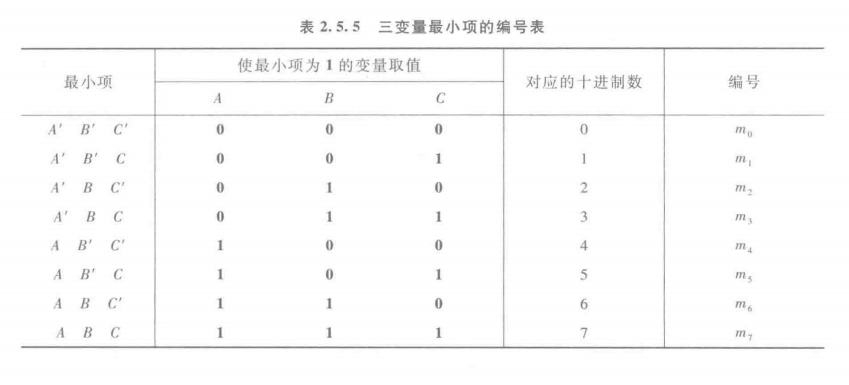 表 2.5.5 三变量最小项的编号表
最小项 使最小项为 1 的变量取值 对应的十进制数 编号
A B C
A′ B′ C′ 0 0 0 0 m₀
A′ B′ C 0 0 1 1 m₁
A′ B C′ 0 1 0 2 m₂
A′ B C 0 1 1 3 m₃
A B′ C′ 1 0 0 4 m₄
A B′ C 1 0 1 5 m₅
A B C′ 1 1 0 6 m₆
A B C 1 1 1 7 m₇